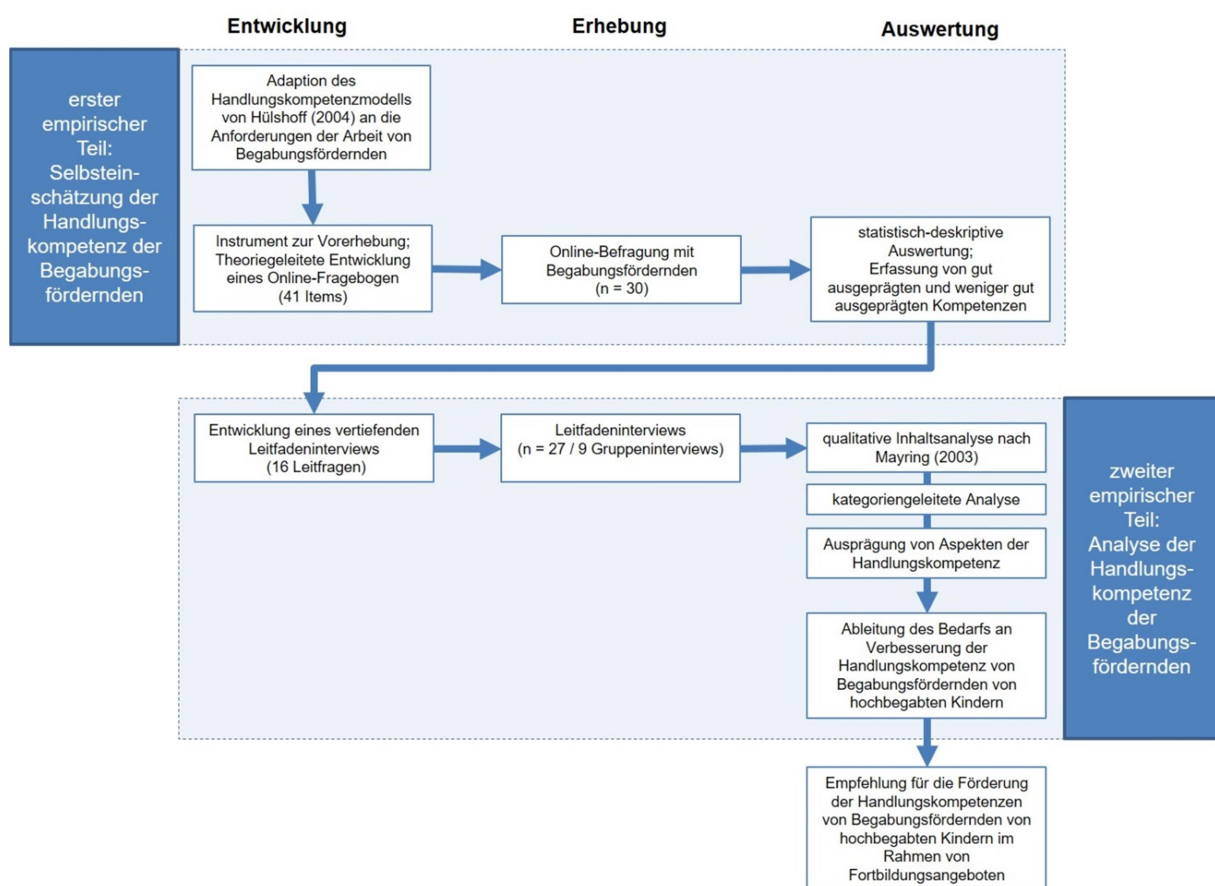 Entwicklung
Erhebung
Auswertung
erster
empirischer
Teil:
Selbstein-
schätzung der
Handlungs-
kompetenz der
Begabungs-
fördernden
Adaption des
Handlungskompetenzmodells
von Hülshoff (2004) an die
Anforderungen der Arbeit von
Begabungsfördernden
Instrument zur Vorerhebung;
Theoriegeleitete Entwicklung
eines Online-Fragebogen
(41 Items)
Online-Befragung mit
Begabungsfördernden
(n = 30)
statistisch-deskriptive
Auswertung;
Erfassung von gut
ausgeprägten und weniger gut
ausgeprägten Kompetenzen
Entwicklung eines vertiefenden
Leitfadeninterviews
(16 Leitfragen)
Leitfadeninterviews
(n = 27 / 9 Gruppeninterviews)
qualitative Inhaltsanalyse nach
Mayring (2003)
kategoriengeleitete Analyse
Ausprägung von Aspekten der
Handlungskompetenz
Ableitung des Bedarfs an
Verbesserung der
Handlungskompetenz von
Begabungsfördernden von
hochbegabten Kindern
zweiter
empirischer
Teil:
Analyse der
Handlungs-
kompetenz
der
Begabungs-
fördernden
Empfehlung für die Förderung
der Handlungskompetenzen
von Begabungsfördernden von
hochbegabten Kindern im
Rahmen von
Fortbildungsangeboten